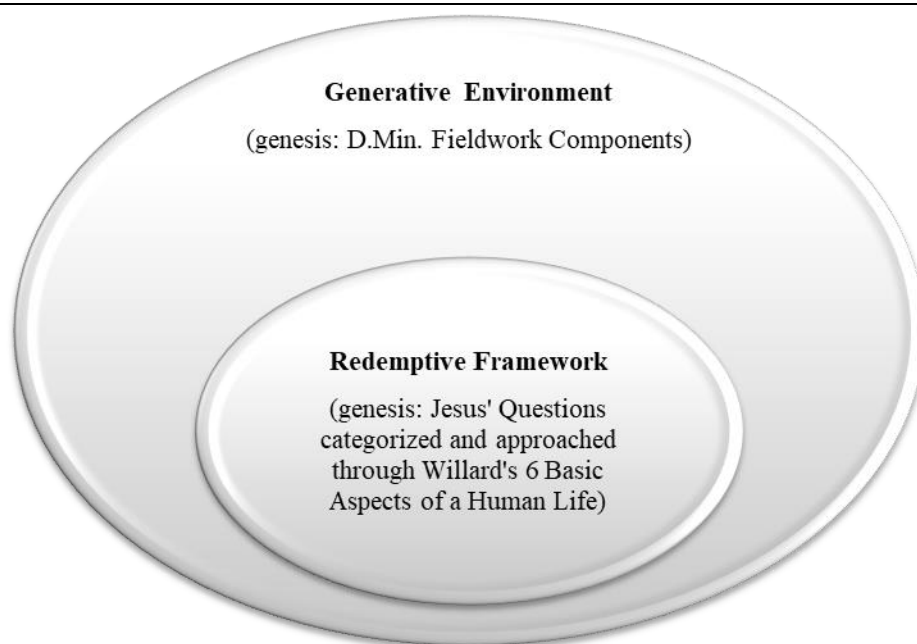 Generative Environment
(genesis: D.Min. Fieldwork Components)
Redemptive Framework
(genesis: Jesus' Questions
categorized and approached
through Willard's 6 Basic
Aspects of a Human Life)